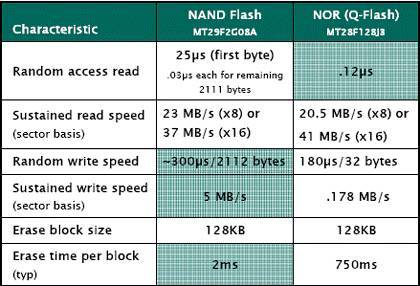 Characteristic
NAND Flash
MT29F2G08A
NOR (Q-Flash)
MT28F128J3
Random access read
25µs (first byte)
.03µs each for remaining
2111 bytes
.12µs
Sustained read speed
(sector basis)
23 MB/s (x8) or
37 MB/s (x16)
20.5 MB/s (x8) or
41 MB/s (x16)
Random write speed
~300µs/2112 bytes
180µs/32 bytes
Sustained write speed
(sector basis)
5 MB/s
.178 MB/s
Erase block size
128KB
128KB
Erase time per block
(typ)
2ms
750ms